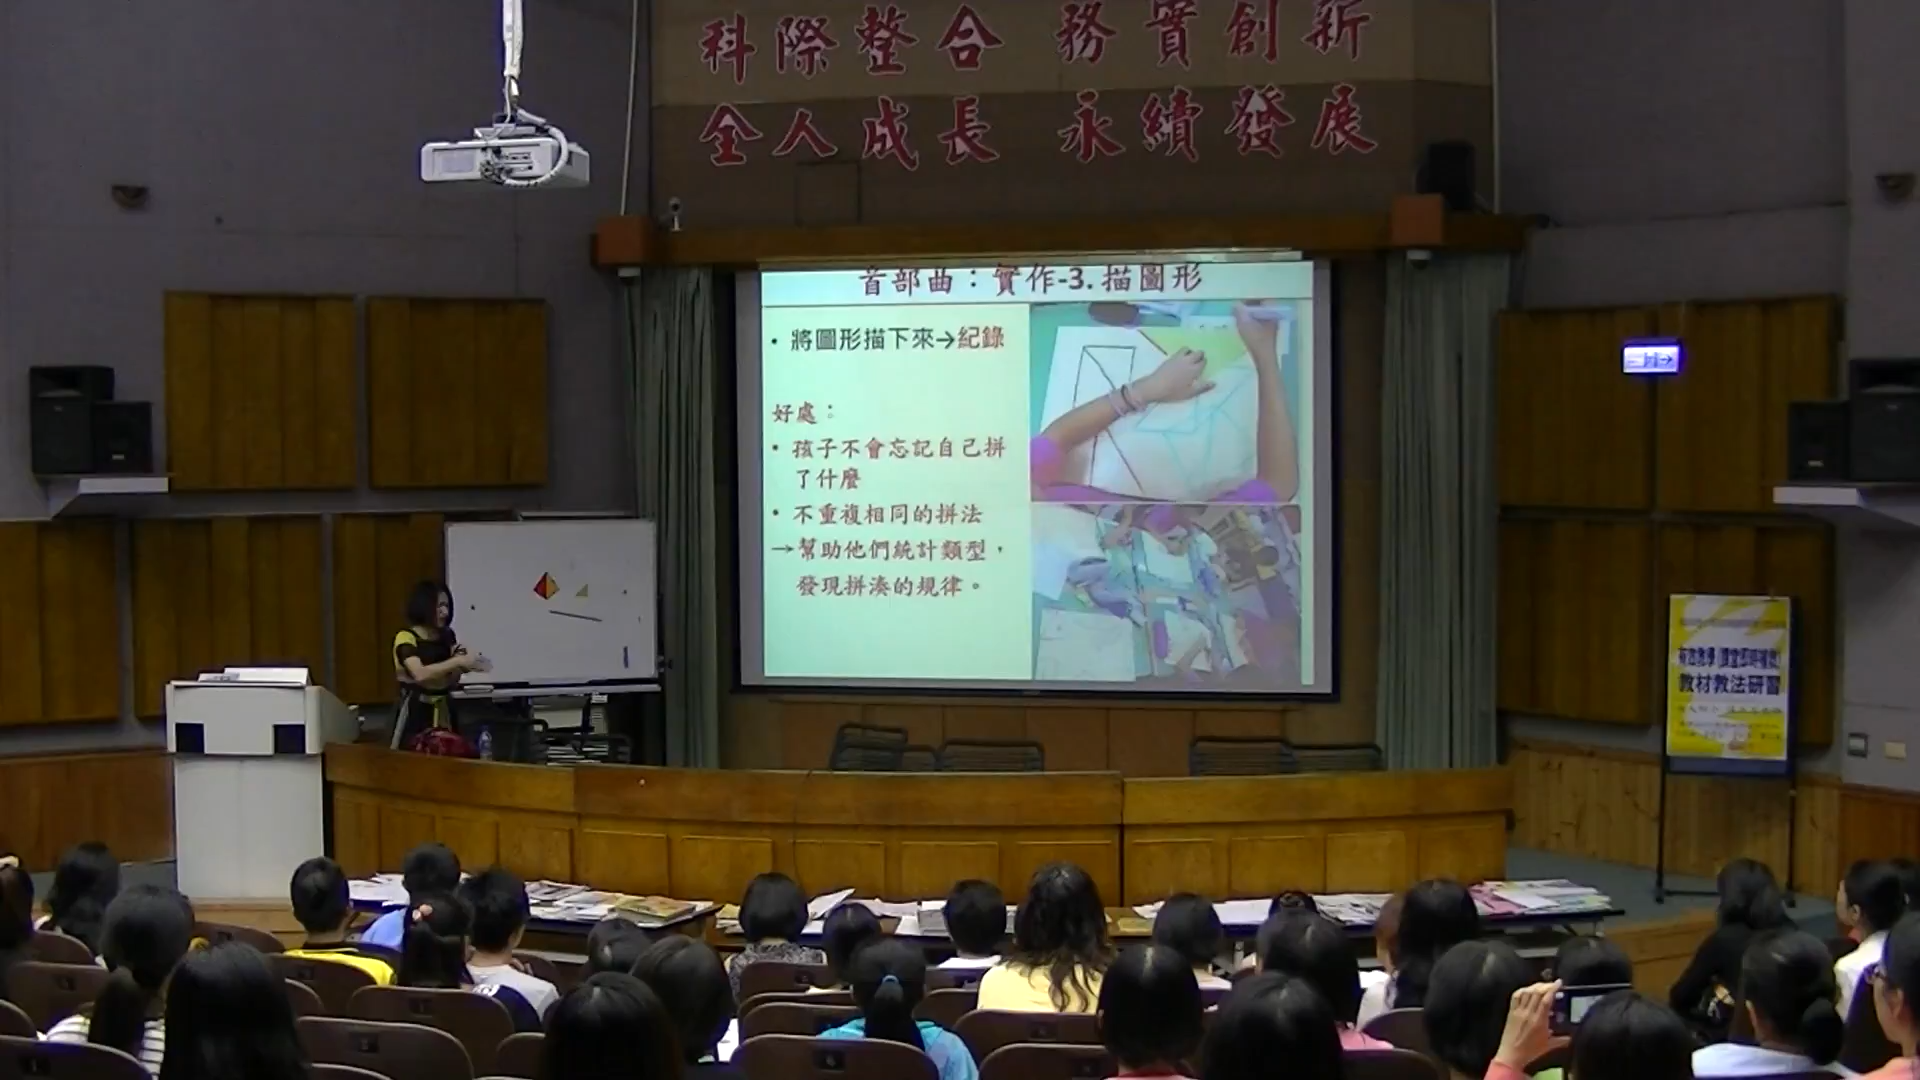 科際整合 務實創新
全人成長 永續發展
首部曲：實作-3.描圖形
• 將圖形描下來→紀錄
好處：
• 孩子不會忘記自己拼
了什麼
• 不重複相同的拼法
→幫助他們統計類型，
發現拼湊的規律。
教材教法研習